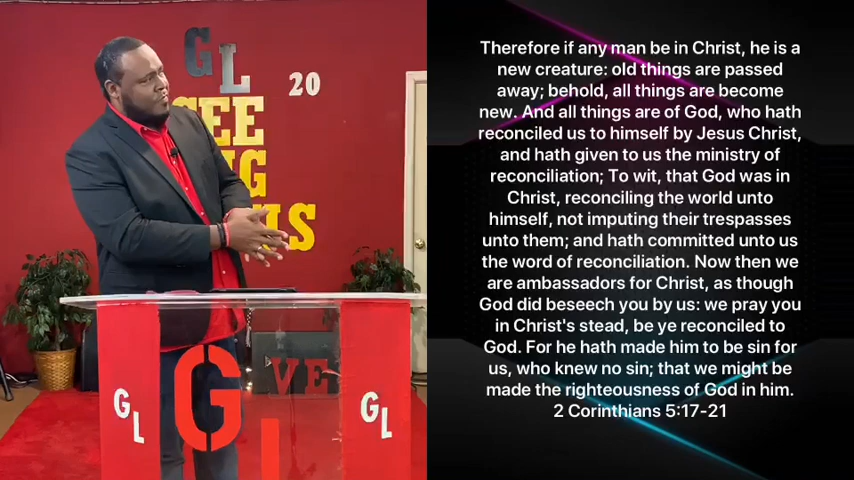 GL
20
SEE
NG
US
G
L
VE
GL
GL
Therefore if any man be in Christ, he is a
new creature: old things are passed
away; behold, all things are become
new. And all things are of God, who hath
reconciled us to himself by Jesus Christ,
and hath given to us the ministry of
reconciliation; To wit, that God was in
Christ, reconciling the world unto
himself, not imputing their trespasses
unto them; and hath committed unto us
the word of reconciliation. Now then we
are ambassadors for Christ, as though
God did beseech you by us: we pray you
in Christ's stead, be ye reconciled to
God. For he hath made him to be sin for
us, who knew no sin; that we might be
made the righteousness of God in him.
2 Corinthians 5:17-21